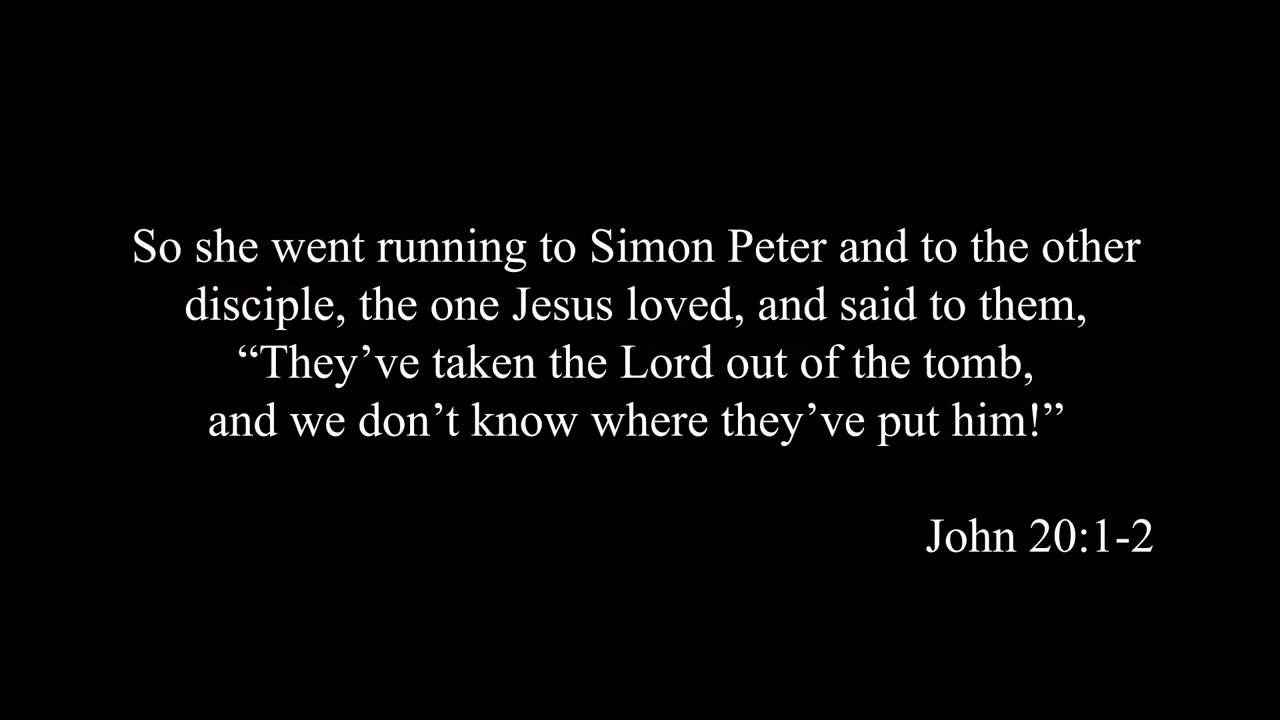 So she went running to Simon Peter and to the other
disciple, the one Jesus loved, and said to them,
“They’ve taken the Lord out of the tomb,
and we don’t know where they’ve put him!”
John 20:1-2